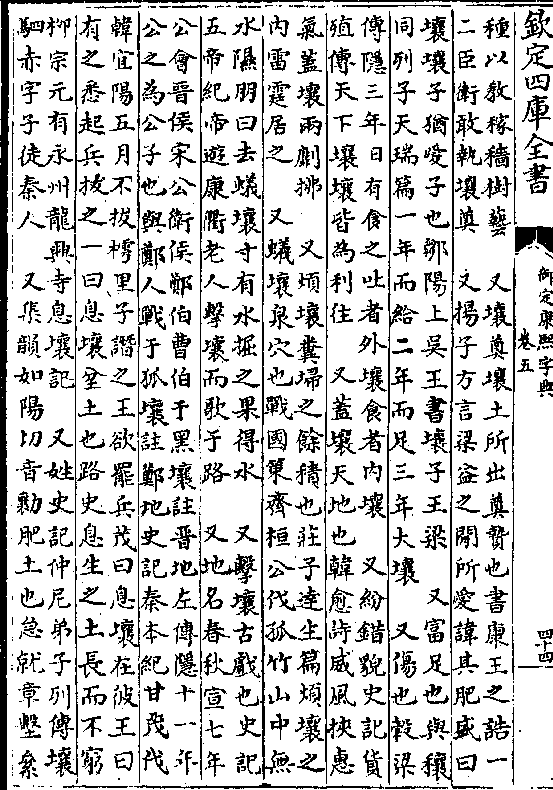 欽定四庫全書
御定康熙字典
卷五
四十四
種以敎稼穡樹藝 又壤奠壤土所出奠贄也書康王之誥一
二臣衛敢執壤奠 又揚子方言梁益之間所愛諱其肥盛曰
壤壤子猶愛子也鄒陽上吳王書壤子王梁 又富足也與穰
同列子天瑞篇一年而給二年而足三年大壤 又傷也穀梁
傳隱三年日有食之吐者外壤食者內壤 又紛錯貌史記貨
殖傳天下壤壤皆為利往 又蓋壤天地也韓愈詩威風挾惠
氣蓋壤兩劘拂 又煩壤糞埽之餘積也莊子達生篇煩壤之
內雷霆居之 又蟻壤泉穴也戰國策齊桓公伐孤竹山中無
水隰朋曰去蟻壤寸有水掘之果得水 又擊壤古戲也史記
五帝紀帝遊康衢老人擊壤而歌于路 又地名春秋宣七年
公會晉侯宋公衛侯鄭伯曹伯于黑壤註晉地左傳隱十一年
公之為公子也與鄭人戰于狐壤註鄭地史記秦本紀甘茂伐
韓宜陽五月不拔樗里子譖之王欲罷兵茂曰息壤在彼王曰
有之悉起兵拔之一曰息壤坌土也路史息生之土長而不窮
柳宗元有永州龍興寺息壤記 又姓史記仲尼弟子列傳壤
駟赤字子徒秦人 又集韻如陽切音勷肥土也急就章墼纍